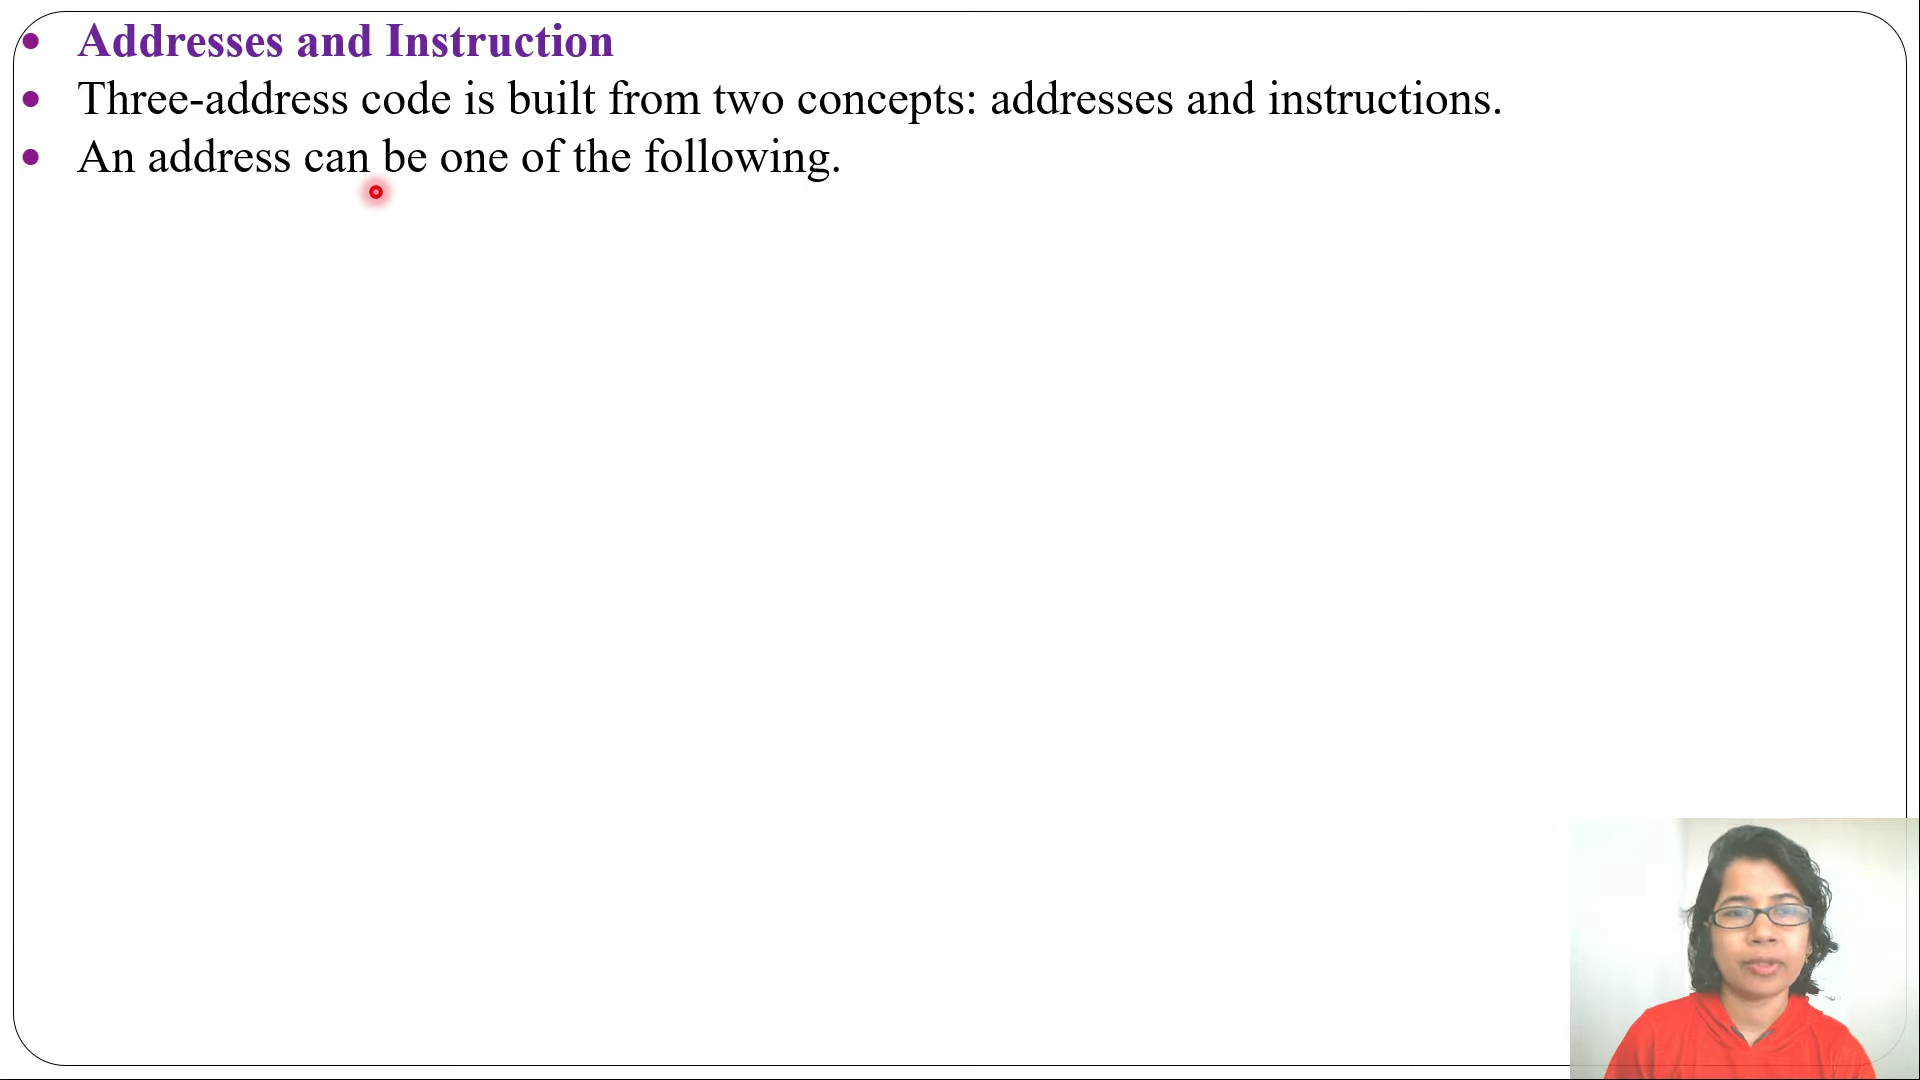 Addresses and Instruction
Three-address code is built from two concepts: addresses and instructions.
An address can be one of the following.